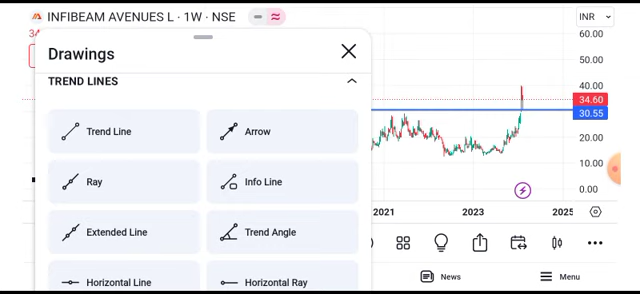 INFIBEAM AVENUES L · 1W · NSE
INR
Drawings
TREND LINES
Trend Line
Arrow
Ray
Info Line
Extended Line
Trend Angle
Horizontal Line
Horizontal Ray
60.00
50.00
40.00
34.60
30.55
20.00
10.00
0.00
2021
2023
2025
News
Menu